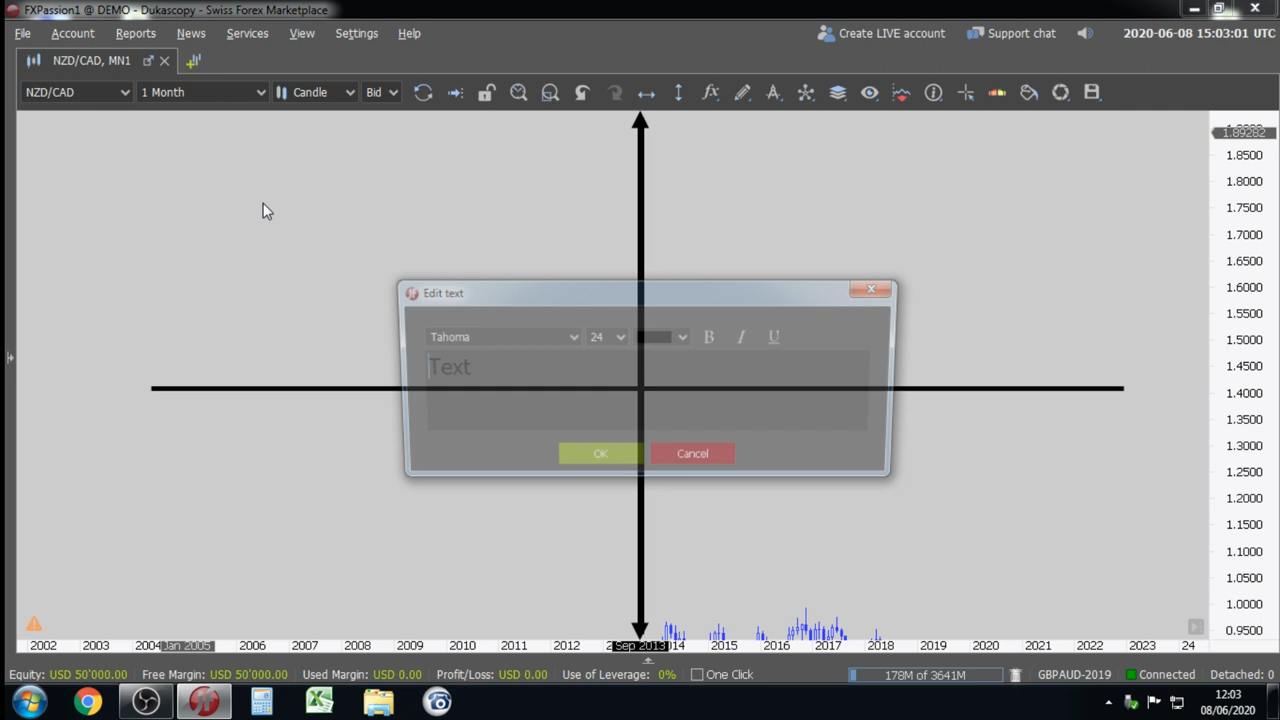 FXPassion1 @ DEMO - Dukascopy - Swiss Forex Marketplace
File Account Reports News Services View Settings Help
Create LIVE account Support chat 2020-06-08 15:03:01 UTC
NZD/CAD, MN1
NZD/CAD 1 Month Candle Bid
1.89282
1.8500
1.8000
1.7500
1.7000
1.6500
1.6000
1.5500
1.5000
1.4500
1.4000
1.3500
1.3000
1.2500
1.2000
1.1500
1.1000
1.0500
1.0000
0.9500
Edit text
Tahoma 24 B I U
Text
OK Cancel
2002 2003 2004 Jan 2005 2006 2007 2008 2009 2010 2011 2012 Sep 2013 2015 2016 2017 2018 2019 2020 2021 2022 2023 24
Equity: USD 50'000.00 Free Margin: USD 50'000.00 Used Margin: USD 0.00 Profit/Loss: USD 0.00 Use of Leverage: 0% One Click 178M of 3641M GBPAUD-2019 Connected Detached: 0
12:03
08/06/2020